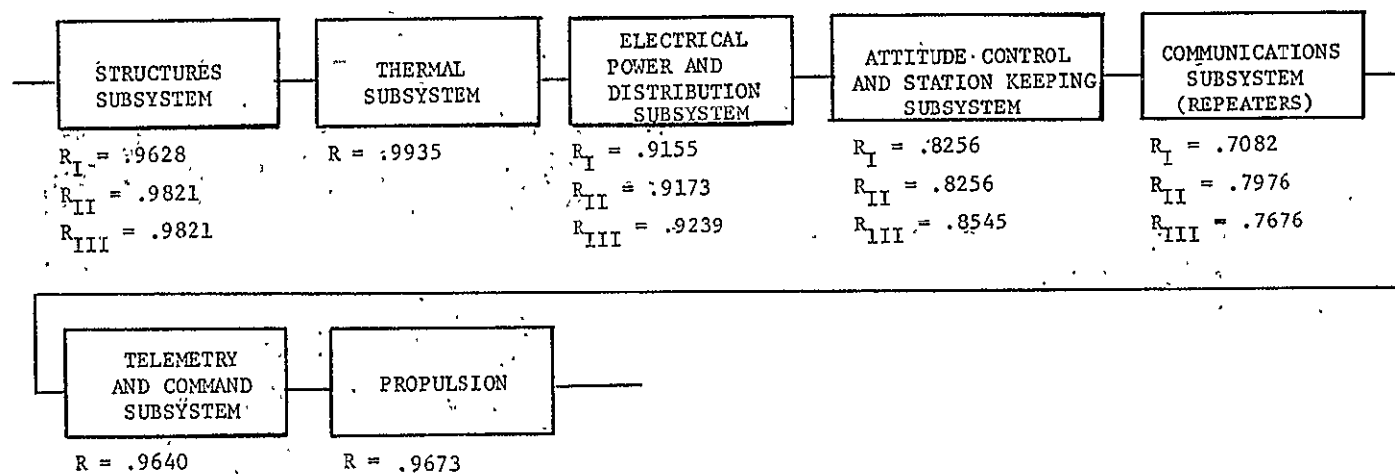 STRUCTURES
SUBSYSTEM
THERMAL
SUBSYSTEM
ELECTRICAL
POWER AND
DISTRIBUTION
SUBSYSTEM
ATTITUDE CONTROL
AND STATION KEEPING
SUBSYSTEM
COMMUNICATIONS
SUBSYSTEM
(REPEATERS)
R_I = .9628
R_II = .9821
R_III = .9821
R = .9935
R_I = .9155
R_II = .9173
R_III = .9239
R_I = .8256
R_II = .8256
R_III = .8545
R_I = .7082
R_II = .7976
R_III = .7676
TELEMETRY
AND COMMAND
SUBSYSTEM
PROPULSION
R = .9640
R = .9673